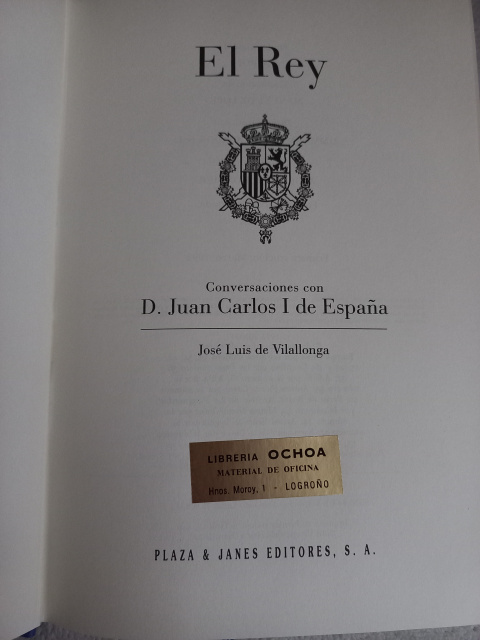 El Rey
Conversaciones con
D. Juan Carlos I de España
José Luis de Vilallonga
LIBRERIA OCHOA
MATERIAL DE OFICINA
Hnos. Moroy, 1 - LOGROÑO
PLAZA & JANES EDITORES, S. A.